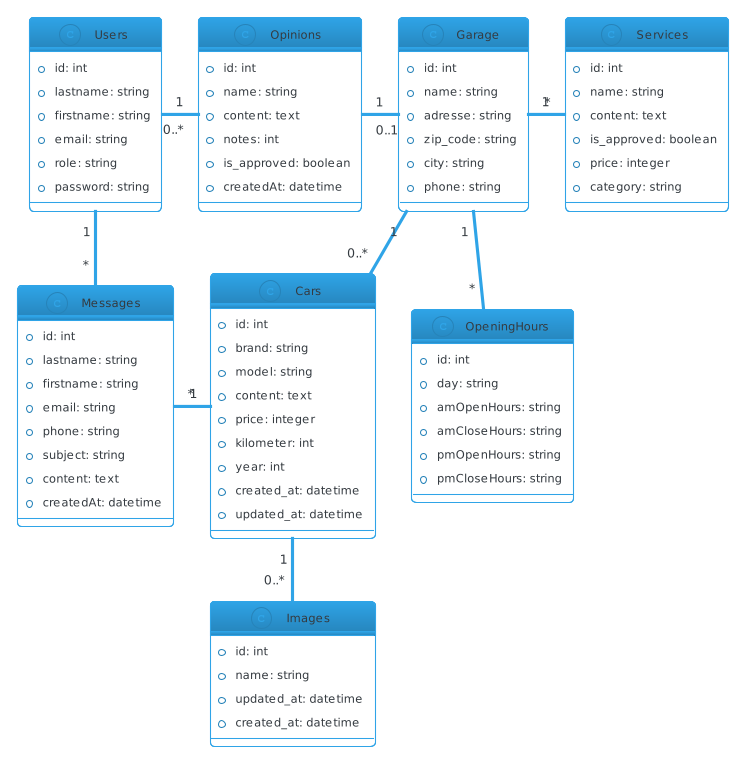 Users
id: int
lastname: string
firstname: string
email: string
role: string
password: string
1
0..*
Opinions
id: int
name: string
content: text
notes: int
is_approved: boolean
createdAt: datetime
1
0..1
Garage
id: int
name: string
adresse: string
zip_code: string
city: string
phone: string
1
*
Services
id: int
name: string
content: text
is_approved: boolean
price: integer
category: string
1
*
1
0..*
1
*
Messages
id: int
lastname: string
firstname: string
email: string
phone: string
subject: string
content: text
createdAt: datetime
*
1
Cars
id: int
brand: string
model: string
content: text
price: integer
kilometer: int
year: int
created_at: datetime
updated_at: datetime
OpeningHours
id: int
day: string
amOpenHours: string
amCloseHours: string
pmOpenHours: string
pmCloseHours: string
1
0..*
Images
id: int
name: string
updated_at: datetime
created_at: datetime